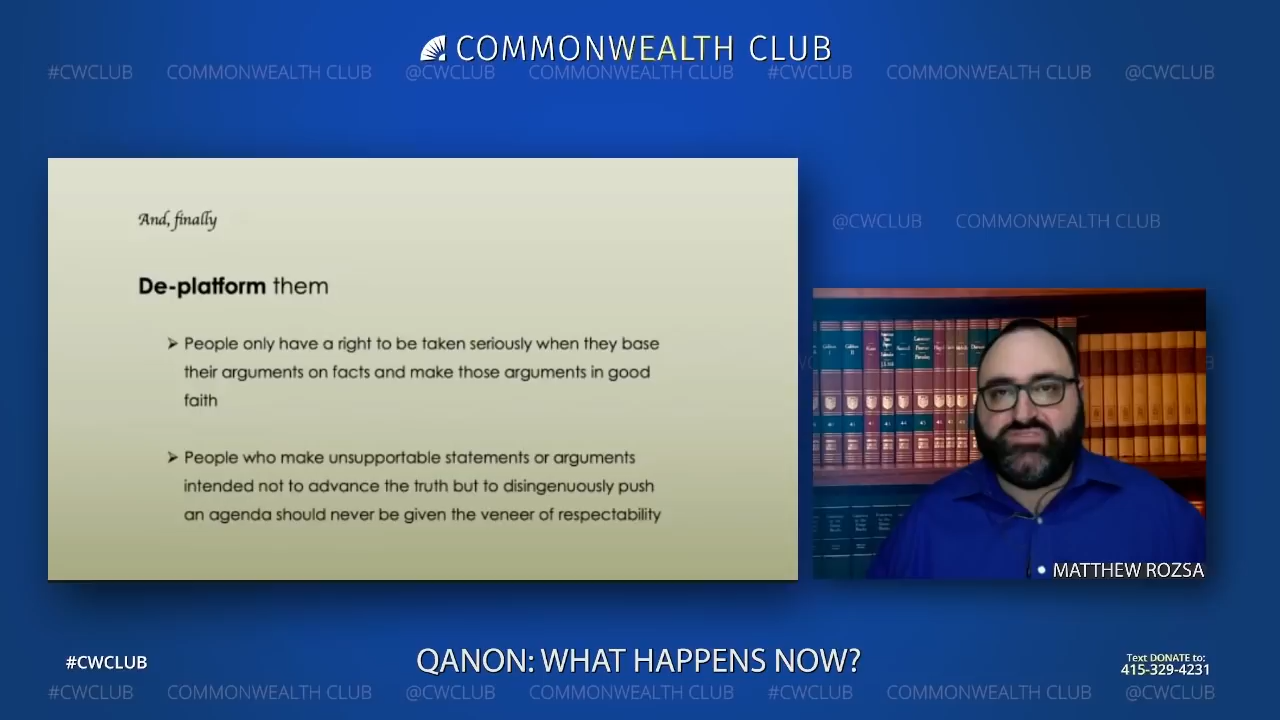 COMMONWEALTH CLUB
#CWCLUB COMMONWEALTH CLUB @CWCLUB COMMONWEALTH CLUB #CWCLUB COMMONWEALTH CLUB @CWCLUB
And, finally
De-platform them
➢ People only have a right to be taken seriously when they base
their arguments on facts and make those arguments in good
faith
➢ People who make unsupportable statements or arguments
intended not to advance the truth but to disingenuously push
an agenda should never be given the veneer of respectability
@CWCLUB COMMONWEALTH CLUB
MATTHEW ROZSA
#CWCLUB
QANON: WHAT HAPPENS NOW?
Text DONATE to:
415-329-4231
#CWCLUB COMMONWEALTH CLUB @CWCLUB COMMONWEALTH CLUB #CWCLUB COMMONWEALTH CLUB @CWCLUB